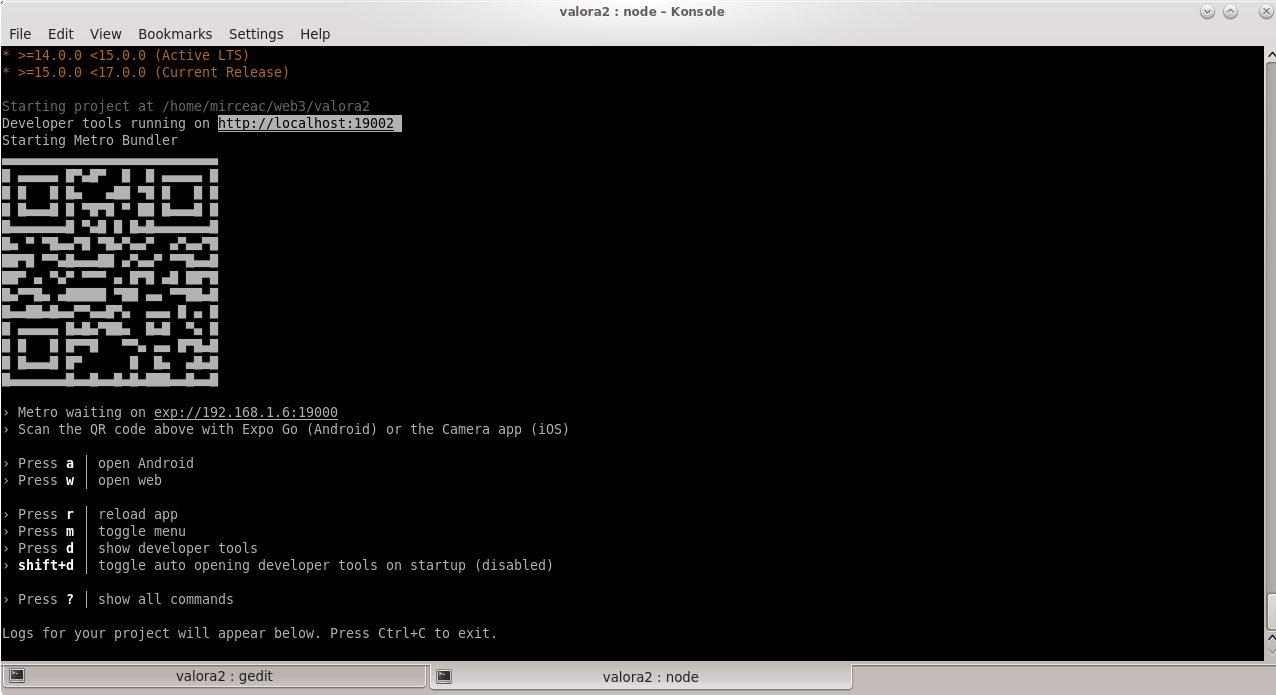 valora2 : node – Konsole
File Edit View Bookmarks Settings Help
* >=14.0.0 <15.0.0 (Active LTS)
* >=15.0.0 <17.0.0 (Current Release)
Starting project at /home/mirceac/web3/valora2
Developer tools running on http://localhost:19002
Starting Metro Bundler
› Metro waiting on exp://192.168.1.6:19000
› Scan the QR code above with Expo Go (Android) or the Camera app (iOS)
› Press a │ open Android
› Press w │ open web
› Press r │ reload app
› Press m │ toggle menu
› Press d │ show developer tools
› shift+d │ toggle auto opening developer tools on startup (disabled)
› Press ? │ show all commands
Logs for your project will appear below. Press Ctrl+C to exit.
valora2 : gedit valora2 : node